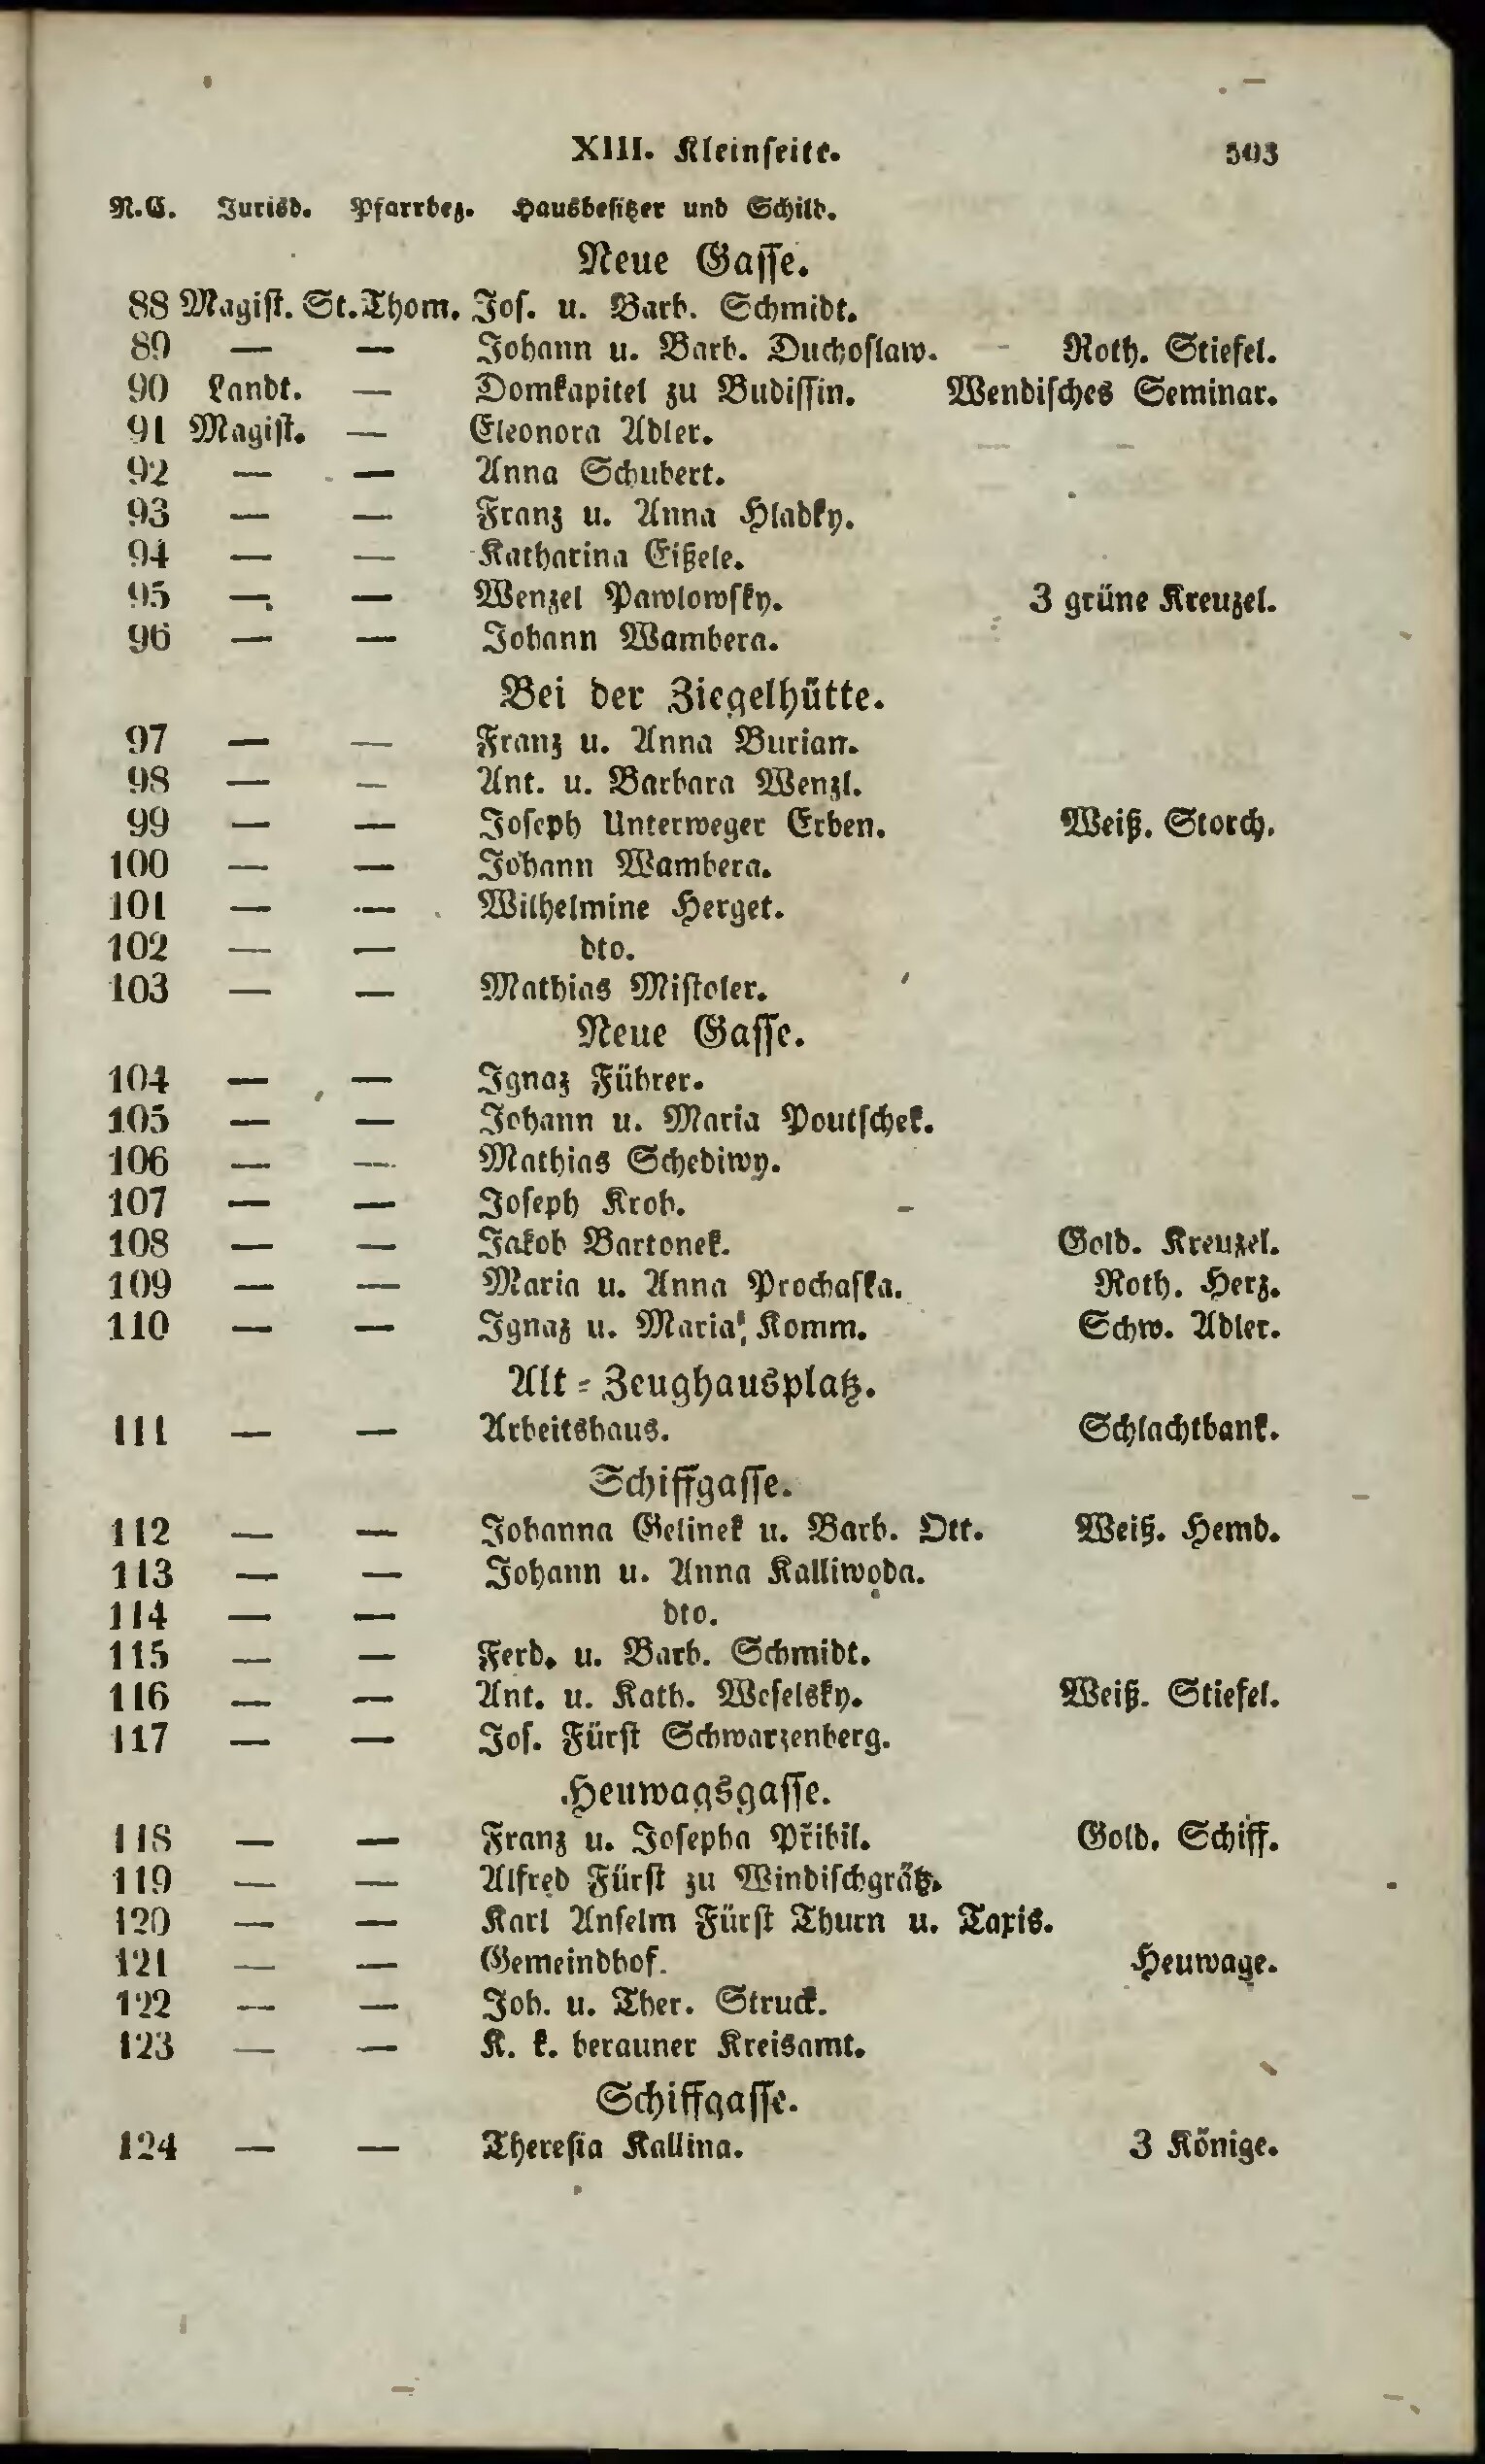 XIII. Kleinseite. 503
N.C. Jurisd. Pfarrbez. Hausbesitzer und Schild.
Neue Gasse.
88 Magist. St.Thom. Jos. u. Barb. Schmidt.
89 — — Johann u. Barb. Duchoslaw. Roth. Stiefel.
90 Landt. — Domkapitel zu Budissin. Wendisches Seminar.
91 Magist. — Eleonora Adler.
92 — — Anna Schubert.
93 — — Franz u. Anna Hladky.
94 — — Katharina Eißele.
95 — — Wenzel Pawlowsky. 3 grüne Kreuzel.
96 — — Johann Wambera.
Bei der Ziegelhütte.
97 — — Franz u. Anna Burian.
98 — — Ant. u. Barbara Wenzl.
99 — — Joseph Unterweger Erben. Weiß. Storch.
100 — — Johann Wambera.
101 — — Wilhelmine Herget.
102 — — dto.
103 — — Mathias Mistoler.
Neue Gasse.
104 — — Ignaz Führer.
105 — — Johann u. Maria Poutschek.
106 — — Mathias Schediwy.
107 — — Joseph Krob.
108 — — Jakob Bartonek. Gold. Kreuzel.
109 — — Maria u. Anna Prochaska. Roth. Herz.
110 — — Ignaz u. Maria Komm. Schw. Adler.
Alt-Zeughausplatz.
111 — — Arbeitshaus. Schlachtbank.
Schiffgasse.
112 — — Johanna Gelinek u. Barb. Ott. Weiß. Hemd.
113 — — Johann u. Anna Kalliwoda.
114 — — dto.
115 — — Ferd. u. Barb. Schmidt.
116 — — Ant. u. Kath. Weselsky. Weiß. Stiefel.
117 — — Jos. Fürst Schwarzenberg.
Heuwagsgasse.
118 — — Franz u. Josepha Přibil. Gold. Schiff.
119 — — Alfred Fürst zu Windischgrätz.
120 — — Karl Anselm Fürst Thurn u. Taxis.
121 — — Gemeindhof. Heuwage.
122 — — Joh. u. Ther. Struck.
123 — — K. k. berauner Kreisamt.
Schiffgasse.
124 — — Theresia Kallina. 3 Könige.